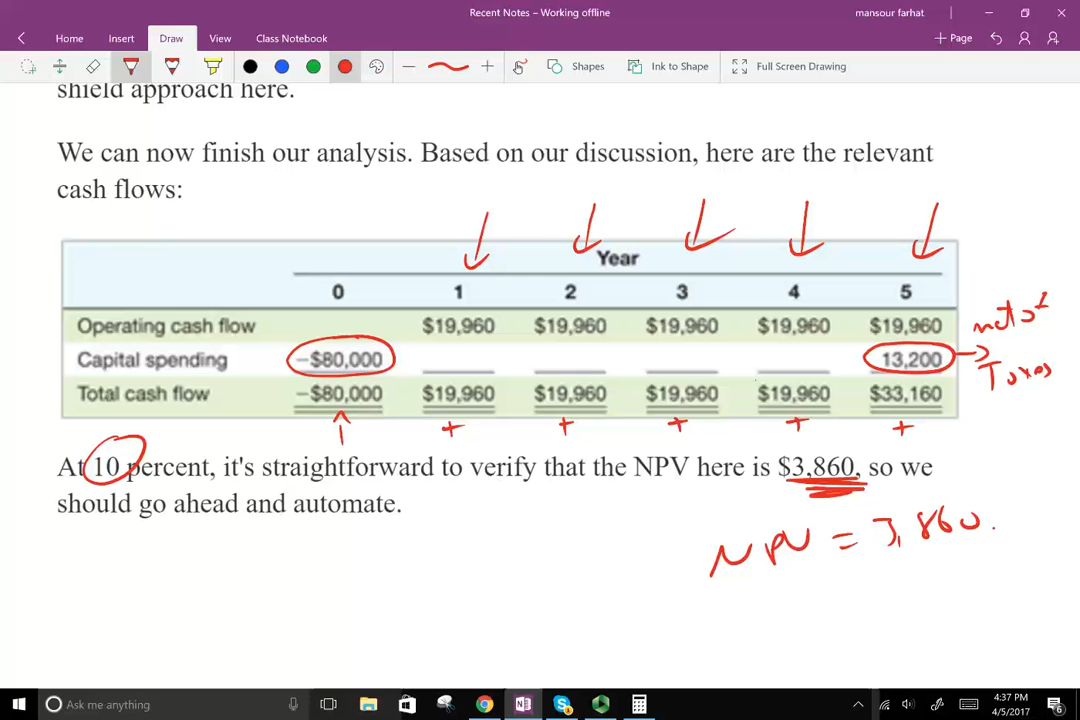 Recent Notes – Working offline
mansour farhat
Home Insert Draw View Class Notebook
Page
Shapes Ink to Shape Full Screen Drawing
shield approach here.
We can now finish our analysis. Based on our discussion, here are the relevant
cash flows:
Year
0 1 2 3 4 5
Operating cash flow $19,960 $19,960 $19,960 $19,960 $19,960
Capital spending –$80,000 13,200
Total cash flow –$80,000 $19,960 $19,960 $19,960 $19,960 $33,160
net of
Taxes
+ + + + +
At 10 percent, it's straightforward to verify that the NPV here is $3,860, so we
should go ahead and automate.
NPV = 3,860.
Ask me anything
4:37 PM
4/5/2017
6